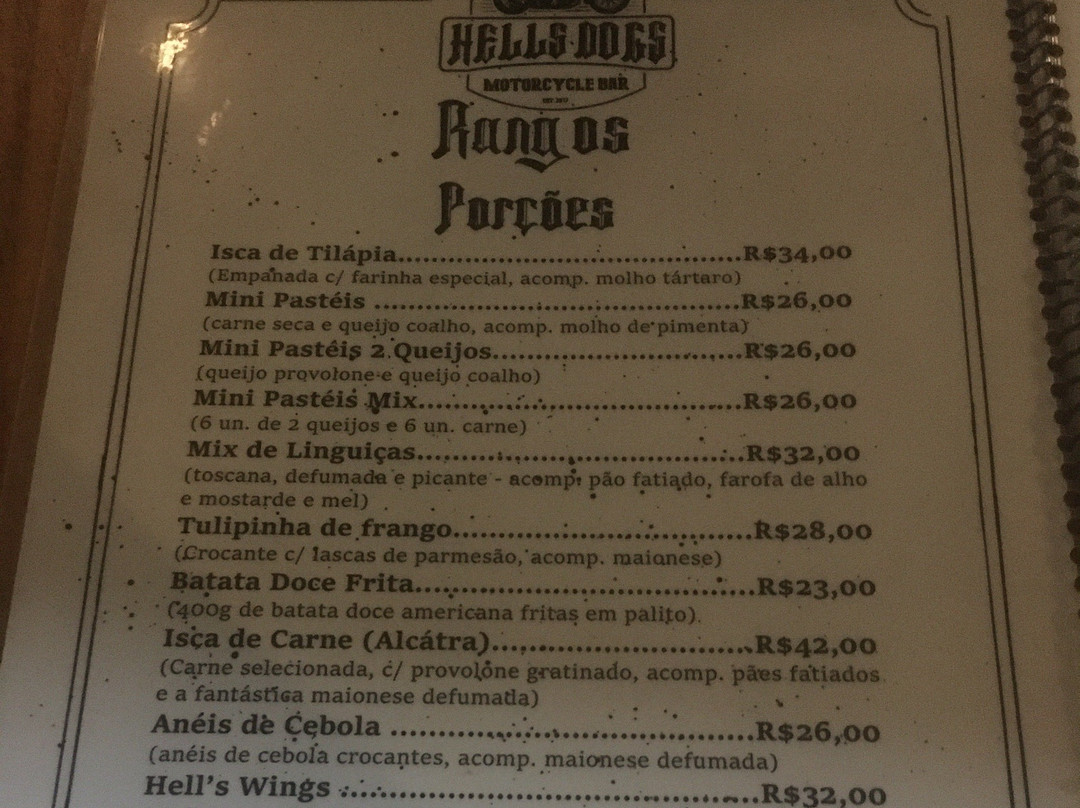 HELLS DOGS
MOTORCYCLE BAR
Rangos
Porções
Isca de Tilápia..........................................R$34,00
(Empanada c/ farinha especial, acomp. molho tártaro)
Mini Pastéis ............................................R$26,00
(carne seca e queijo coalho, acomp. molho de pimenta)
Mini Pastéis 2 Queijos..............................R$26,00
(queijo provolone e queijo coalho)
Mini Pastéis Mix.......................................R$26,00
(6 un. de 2 queijos e 6 un. carne)
Mix de Linguiças.......................................R$32,00
(toscana, defumada e picante - acomp. pão fatiado, farofa de alho
e mostarde e mel)
Tulipinha de frango...................................R$28,00
(Crocante c/ lascas de parmesão, acomp. maionese)
Batata Doce Frita.......................................R$23,00
(400g de batata doce americana fritas em palito)
Isca de Carne (Alcátra)..............................R$42,00
(Carne selecionada, c/ provolone gratinado, acomp. pães fatiados
e a fantástica maionese defumada)
Anéis de Cebola .......................................R$26,00
(anéis de cebola crocantes, acomp. maionese defumada)
Hell's Wings .............................................R$32,00